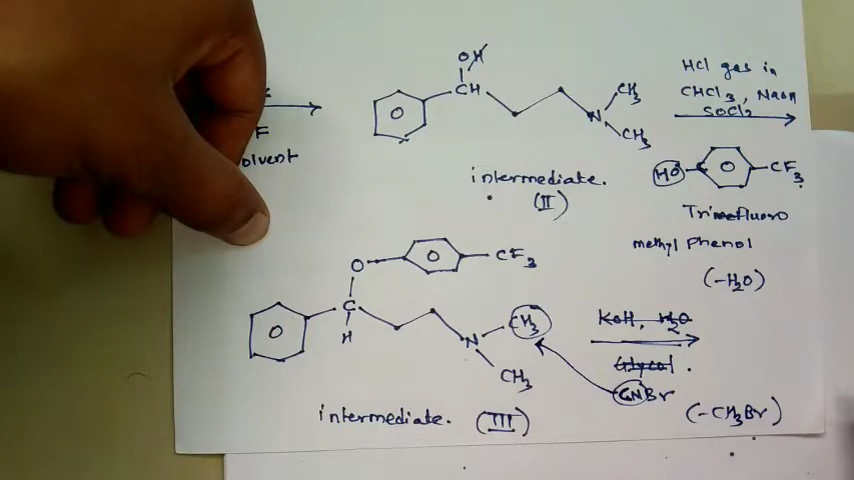 OH
CH
CH3
N
CH3
HCl gas in
CHCl3, NaOH
SOCl2
F
olvent
intermediate.
(II)
HO
CF3
Trimefluoro
methyl Phenol
(-H2O)
O
CF3
C
H
N
CH3
CH3
KOH, H2O
Glycol.
CNBr
(-CH3Br)
intermediate. (III)